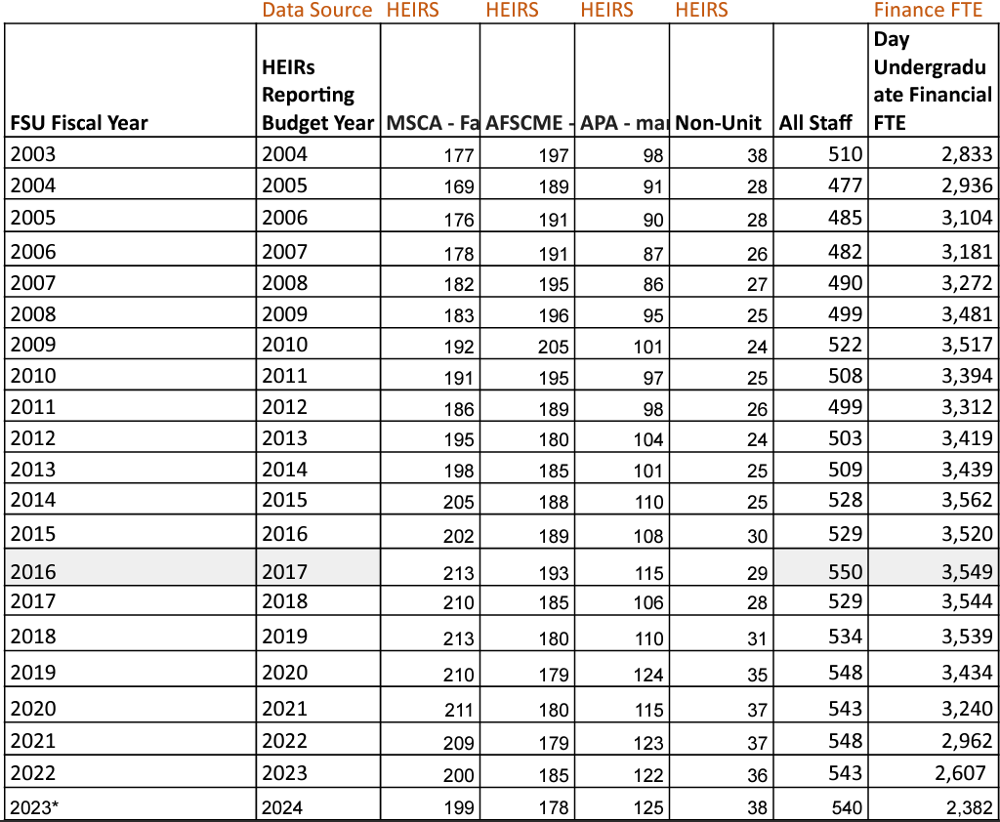 Data Source HEIRS HEIRS HEIRS HEIRS Finance FTE
FSU Fiscal Year HEIRs Reporting Budget Year MSCA - Fa AFSCME - APA - mar Non-Unit All Staff Day Undergradu ate Financial FTE
2003 2004 177 197 98 38 510 2,833
2004 2005 169 189 91 28 477 2,936
2005 2006 176 191 90 28 485 3,104
2006 2007 178 191 87 26 482 3,181
2007 2008 182 195 86 27 490 3,272
2008 2009 183 196 95 25 499 3,481
2009 2010 192 205 101 24 522 3,517
2010 2011 191 195 97 25 508 3,394
2011 2012 186 189 98 26 499 3,312
2012 2013 195 180 104 24 503 3,419
2013 2014 198 185 101 25 509 3,439
2014 2015 205 188 110 25 528 3,562
2015 2016 202 189 108 30 529 3,520
2016 2017 213 193 115 29 550 3,549
2017 2018 210 185 106 28 529 3,544
2018 2019 213 180 110 31 534 3,539
2019 2020 210 179 124 35 548 3,434
2020 2021 211 180 115 37 543 3,240
2021 2022 209 179 123 37 548 2,962
2022 2023 200 185 122 36 543 2,607
2023* 2024 199 178 125 38 540 2,382